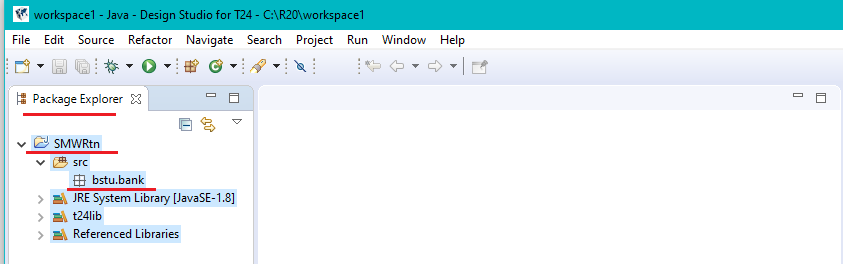 workspace1 - Java - Design Studio for T24 - C:\R20\workspace1
File Edit Source Refactor Navigate Search Project Run Window Help
Package Explorer
SMWRtn
src
bstu.bank
JRE System Library [JavaSE-1.8]
t24lib
Referenced Libraries